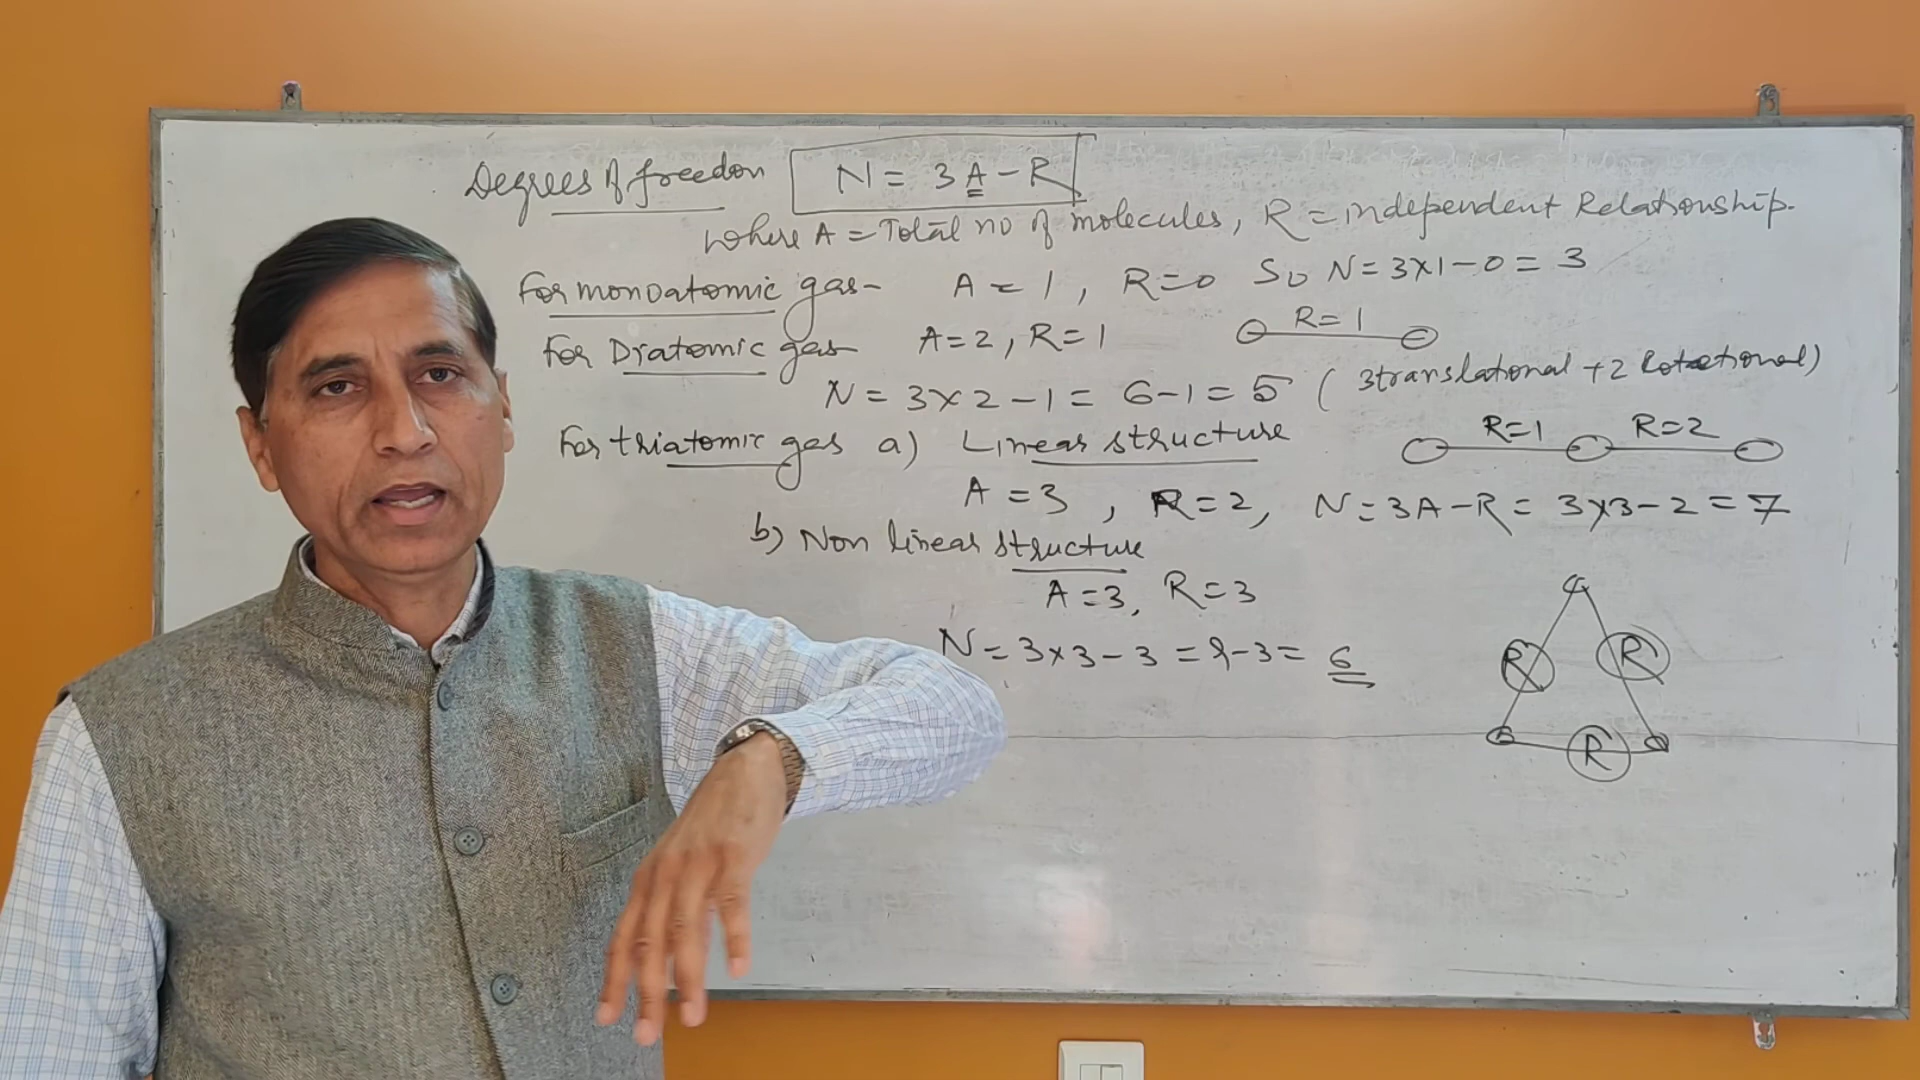 Degrees of freedom N = 3A - R
where A = Total no of molecules, R = independent Relationship.
For monoatomic gas - A = 1, R = 0 So N = 3x1 - 0 = 3
For Diatomic gas A = 2, R = 1 R = 1
N = 3x2 - 1 = 6 - 1 = 5 (3translational + 2 Rotational)
For triatomic gas a) Linear structure R=1 R=2
A = 3, R = 2, N = 3A - R = 3x3 - 2 = 7
b) Non linear structure
A = 3, R = 3
N = 3x3 - 3 = 9 - 3 = 6
R R
R